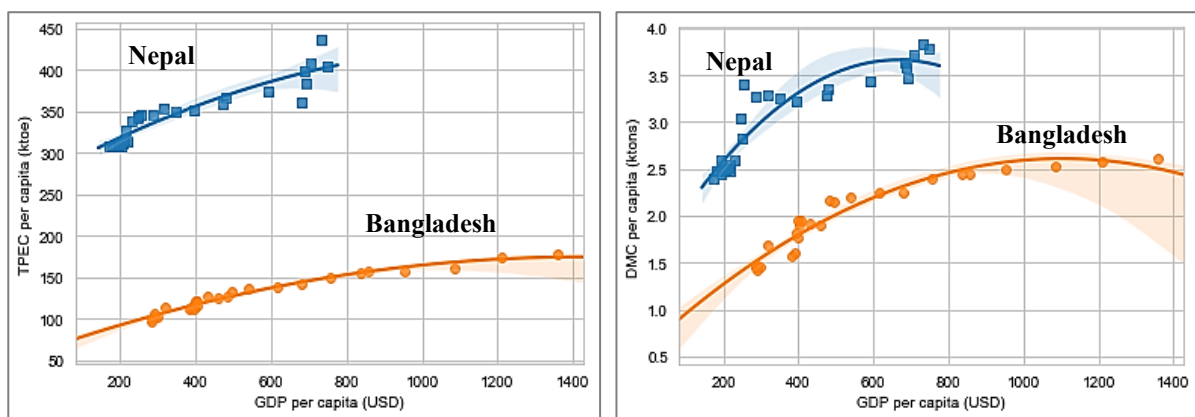 450
400
350
300
250
200
150
100
50
TPEC per capita (ktoe)
Nepal
Bangladesh
200 400 600 800 1000 1200 1400
GDP per capita (USD)
4.0
3.5
3.0
2.5
2.0
1.5
1.0
0.5
DMC per capita (ktons)
Nepal
Bangladesh
200 400 600 800 1000 1200 1400
GDP per capita (USD)